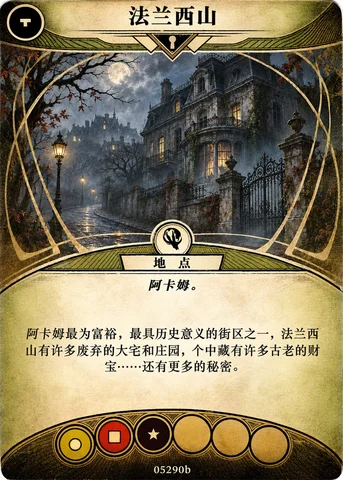 法兰西山
地点
阿卡姆。
阿卡姆最为富裕，最具历史意义的街区之一，法兰西
山有许多废弃的大宅和庄园，个中藏有许多古老的财
宝……还有更多的秘密。
05290b